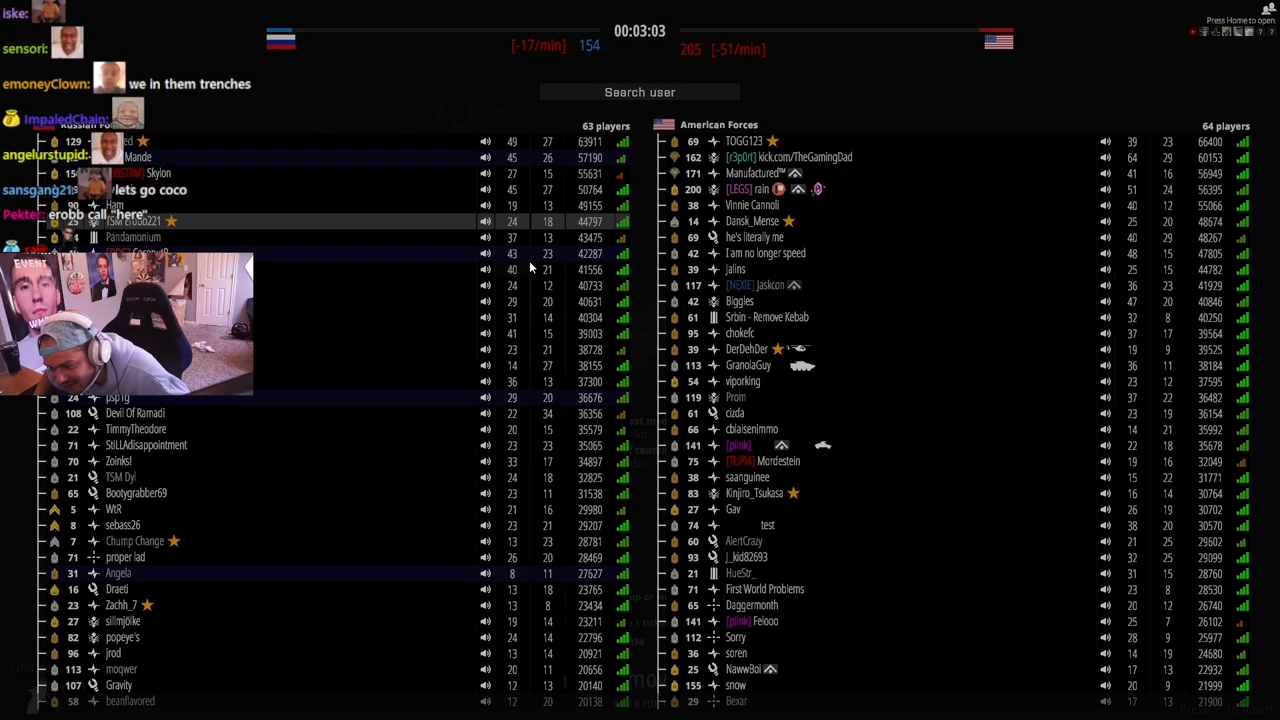 iske:
Press Home to open.
[-17/min] 154 00:03:03 205 [-51/min]
sensori:
emoneyClown: we in them trenches
Search user
ImpaledChain:
63 players
American Forces 64 players
angelurstupid:
sansgang21: lets go coco
Pekter: erobb call "here"
129 49 27 63911
Mande 45 26 57190
Skylon 27 15 55631
45 27 50764
Ham 19 13 49155
25 TSM Erobb221 24 18 44797
Pandamonium 37 13 43475
43 23 42287
40 21 41556
24 12 40733
29 20 40631
31 14 40304
41 15 39003
23 21 38728
14 27 38155
36 13 37300
24 psp1g 29 20 36676
108 Devil Of Ramadi 22 34 36356
22 TimmyTheodore 20 15 35579
71 StiLLAdisappointment 23 23 35065
70 Zoinks! 33 17 34897
21 TSM Dyl 24 18 32825
65 Bootygrabber69 23 11 31538
5 WtR 21 16 29980
8 sebass26 23 21 29207
7 Chump Change 13 23 28781
71 proper lad 26 20 28469
31 Angela 8 11 27627
16 Draeti 13 18 23765
23 Zachh_7 13 8 23434
27 sillmjölke 19 14 23211
82 popeye's 24 14 22796
96 jrod 13 14 20921
113 moqwer 20 11 20656
107 Gravity 12 13 20140
58 beanflavored 12 20 20138
69 TOGG123 39 23 66400
162 [r3p0rt] kick.com/TheGamingDad 64 29 60153
171 Manufactured™ 41 16 56949
200 [LEGS] rain 51 24 56395
38 Vinnie Cannoli 40 12 55066
14 Dansk_Mense 25 20 48574
69 he's literally me 40 29 48267
42 I am no longer speed 48 15 47805
39 Jalins 25 15 44782
117 [NEXIE] Jaskcon 36 23 41929
42 Biggles 47 20 40846
61 Srbin - Remove Kebab 32 8 40250
95 chokefc 37 17 39564
39 DerDehDer 19 9 39525
113 GranolaGuy 36 11 38184
54 viporking 23 12 37595
119 Prom 23 16 37282
61 cizda 23 19 36154
66 cblaisenimmo 14 21 35992
141 [piink] 22 18 35578
75 [TUPI4] Mordestein 19 16 32049
38 saanguinee 15 22 31771
83 Kinjiro_Tsukasa 16 14 30764
27 Gav 26 19 30702
74 test 38 20 30570
60 AlertCrazy 21 25 29602
93 J_kid82693 32 25 29099
21 HueStr_ 31 15 28760
71 First World Problems 23 8 28530
65 Daggermonth 20 12 26740
141 [piink] Felooo 25 7 26102
112 Sorry 28 9 25977
36 soren 14 19 24680
25 NawwBoi 17 13 22932
155 snow 20 9 21999
29 Bexar 17 13 21900